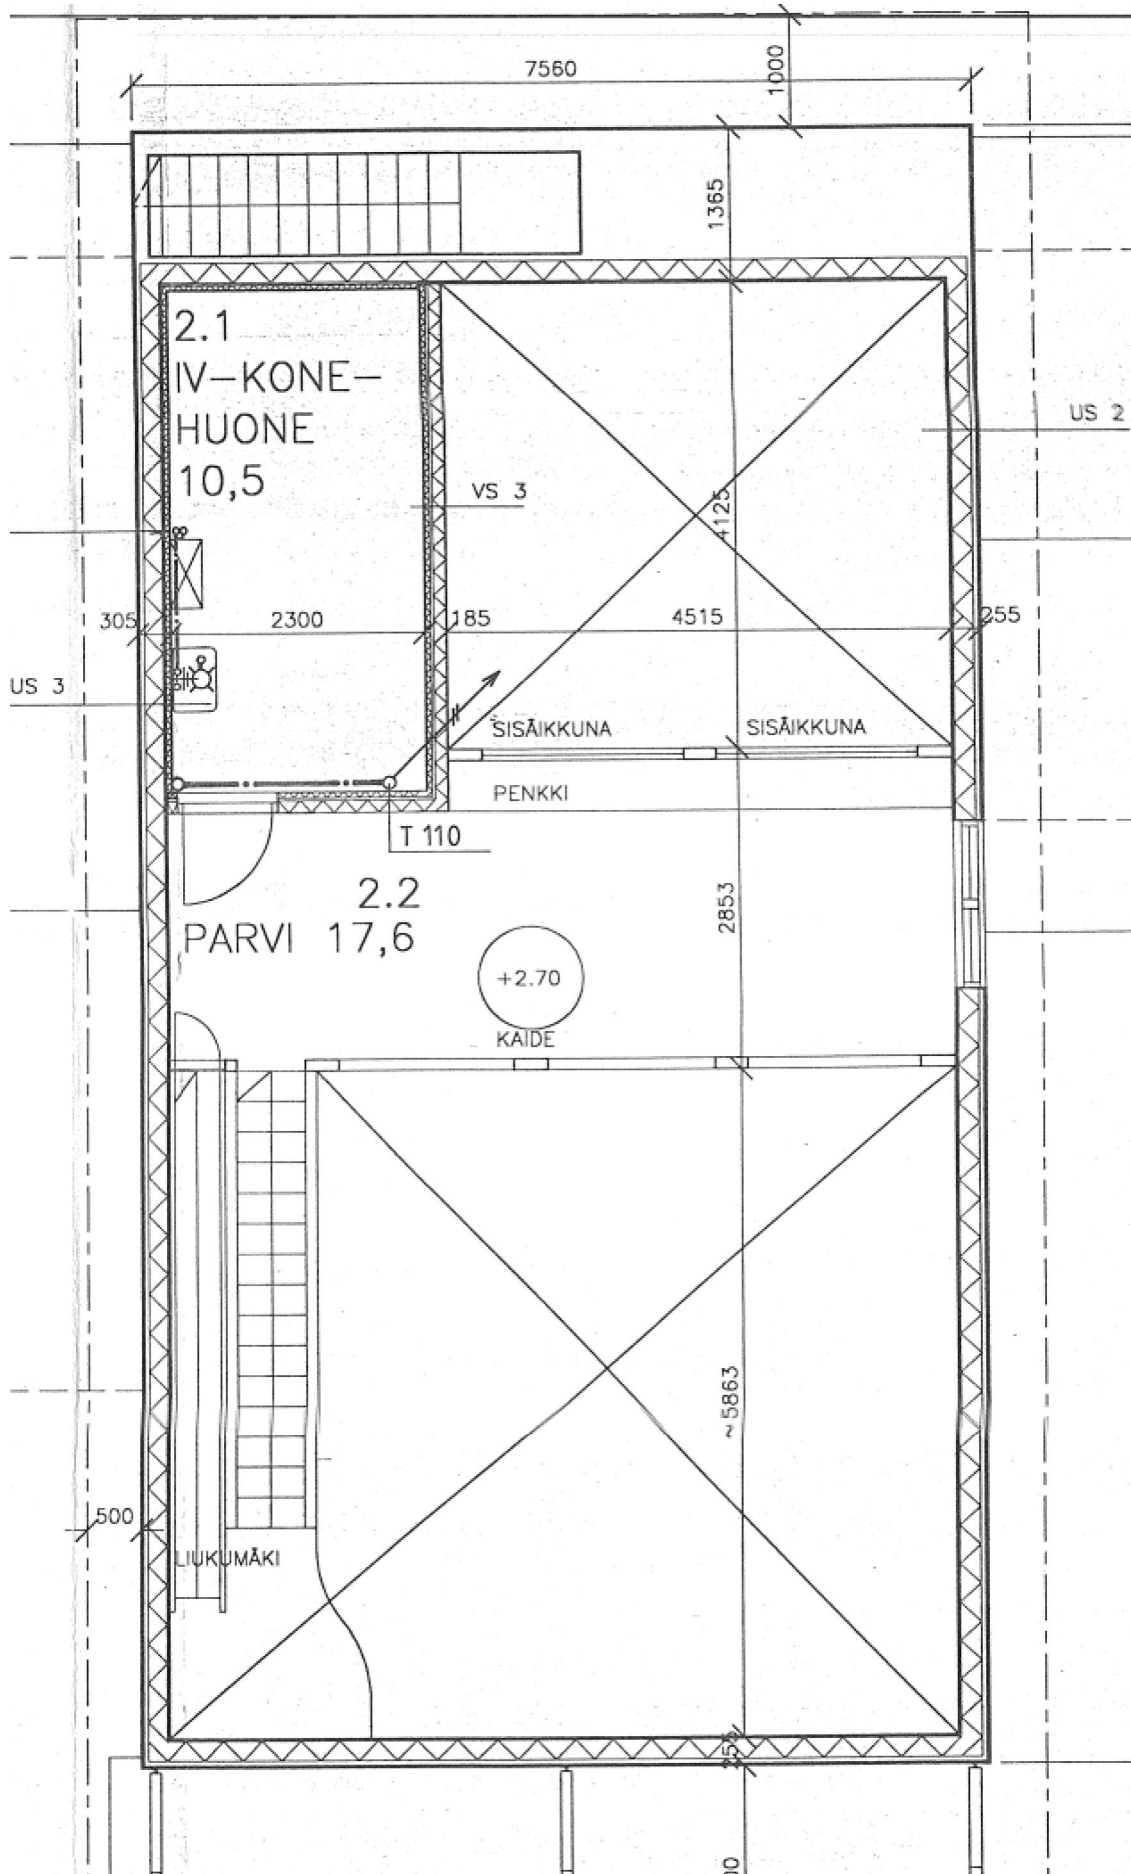 7560
1000
1365
2.1
IV-KONE-
HUONE
10,5
US 2
VS 3
4125
305
2300
185
4515
255
US 3
SISÄIKKUNA
SISÄIKKUNA
PENKKI
T 110
2.2
PARVI 17,6
2853
+2.70
KAIDE
~5863
500
LIUKUMÄKI
255